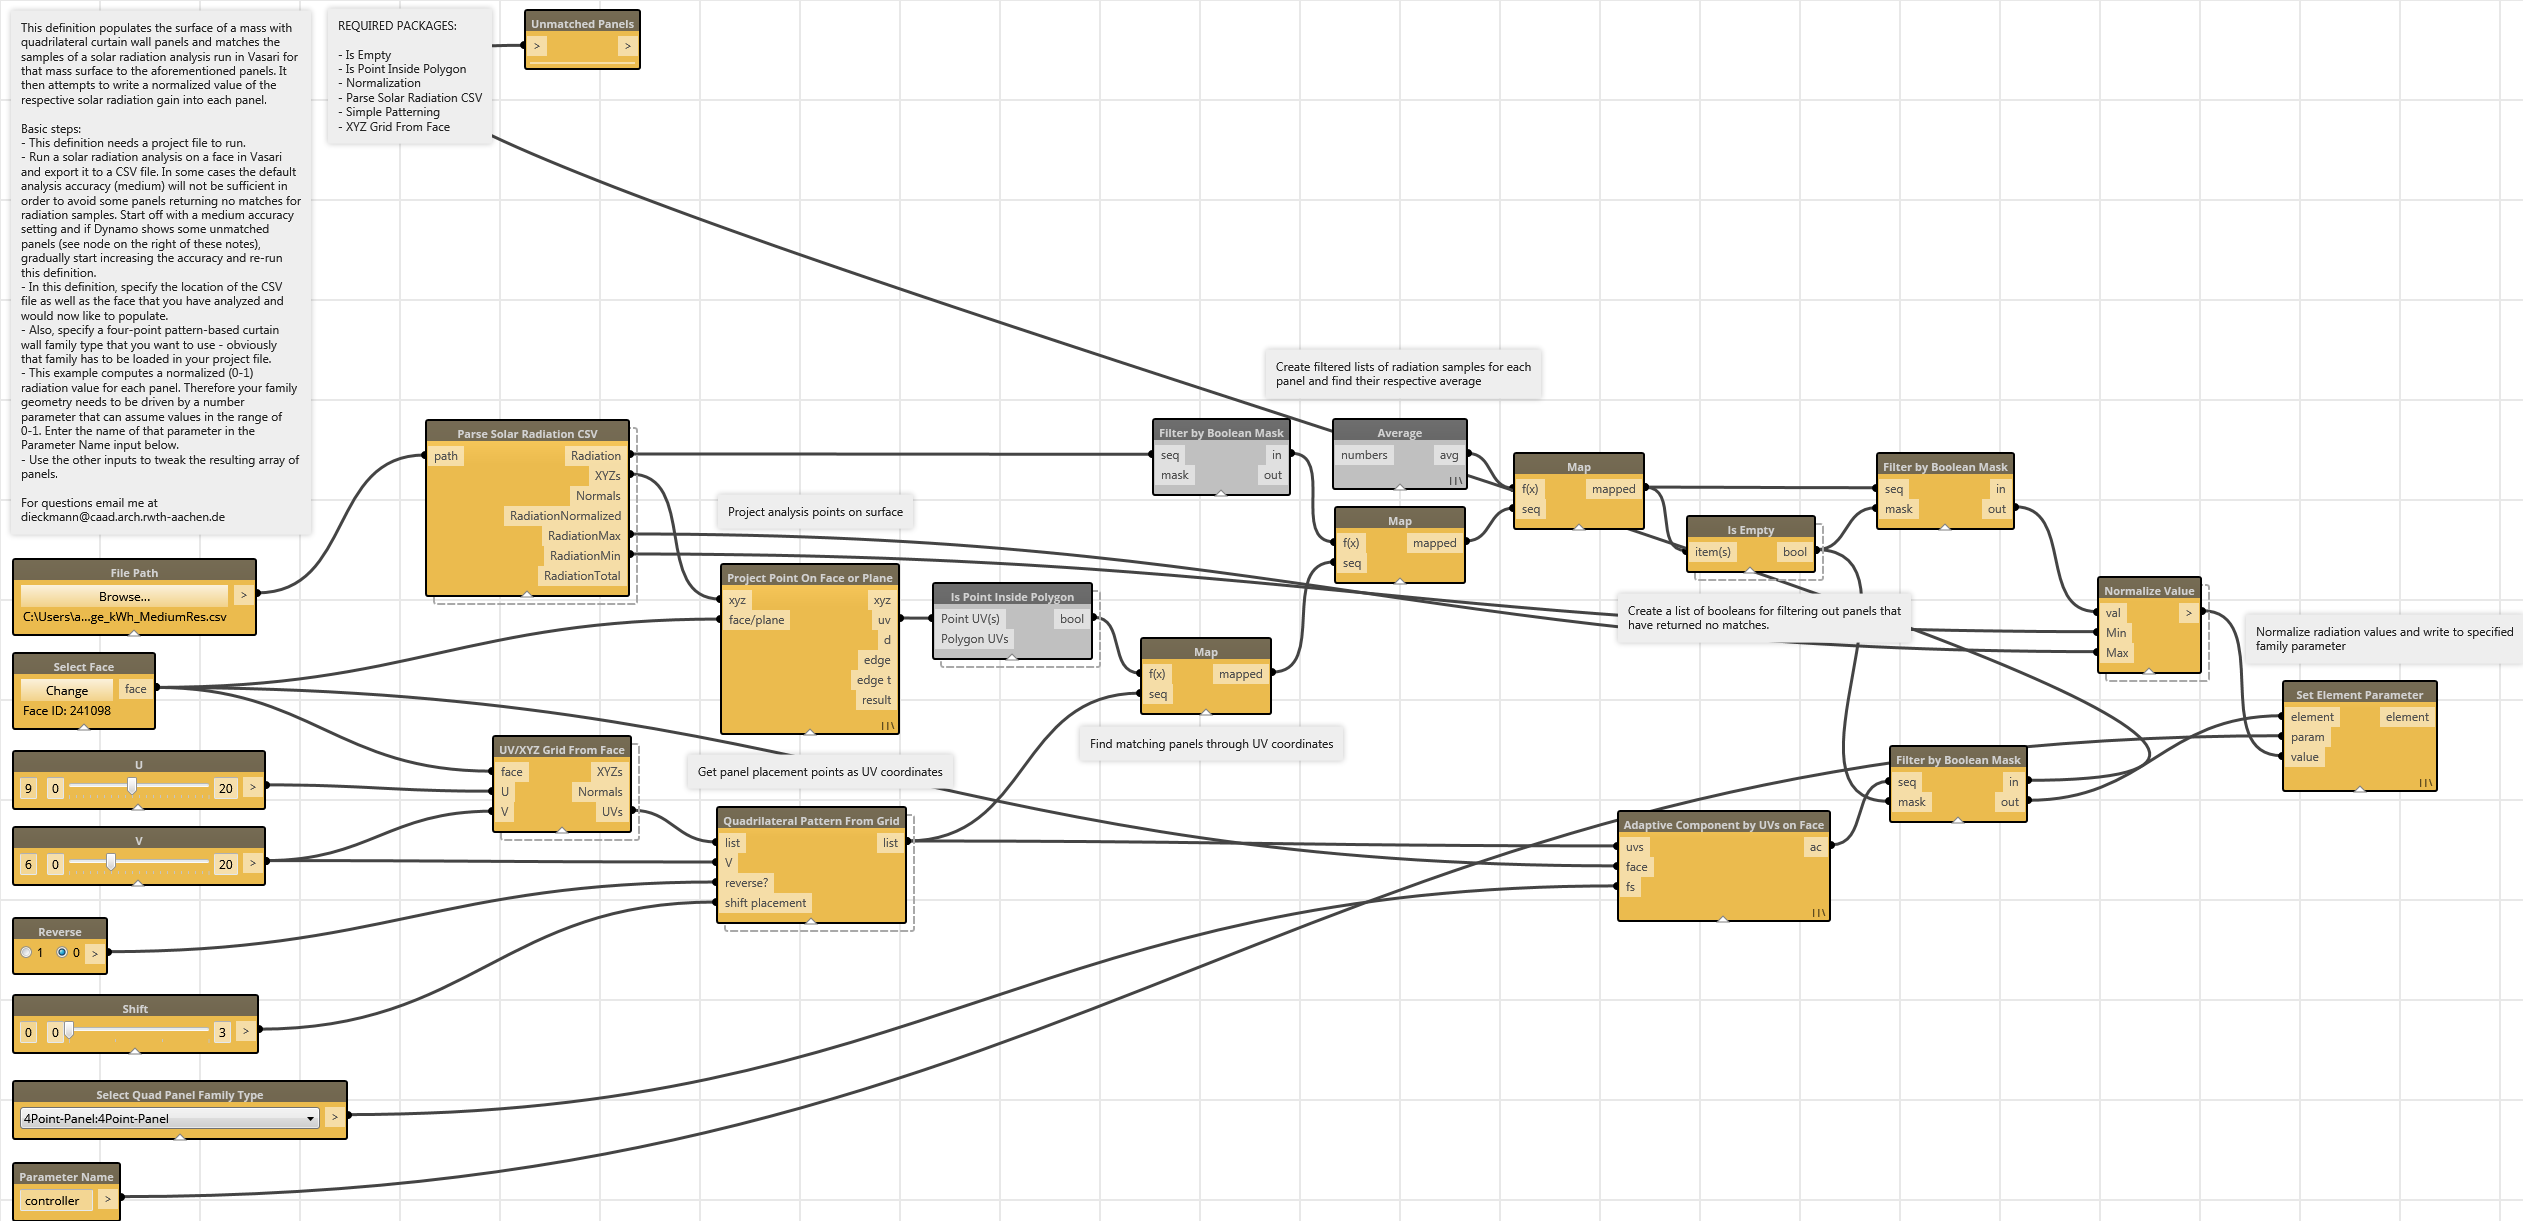 This definition populates the surface of a mass with
quadrilateral curtain wall panels and matches the
samples of a solar radiation analysis run in Vasari for
that mass surface to the aforementioned panels. It
then attempts to write a normalized value of the
respective solar radiation gain into each panel.
Basic steps:
- This definition needs a project file to run.
- Run a solar radiation analysis on a face in Vasari
and export it to a CSV file. In some cases the default
analysis accuracy (medium) will not be sufficient in
order to avoid some panels returning no matches for
radiation samples. Start off with a medium accuracy
setting and if Dynamo shows some unmatched
panels (see node on the right of these notes),
gradually start increasing the accuracy and re-run
this definition.
- In this definition, specify the location of the CSV
file as well as the face that you have analyzed and
would now like to populate.
- Also, specify a four-point pattern-based curtain
wall family type that you want to use - obviously
that family has to be loaded in your project file.
- This example computes a normalized (0-1)
radiation value for each panel. Therefore your family
geometry needs to be driven by a number
parameter that can assume values in the range of
0-1. Enter the name of that parameter in the
Parameter Name input below.
- Use the other inputs to tweak the resulting array of
panels.
For questions email me at
dieckmann@caad.arch.rwth-aachen.de
REQUIRED PACKAGES:
- Is Empty
- Is Point Inside Polygon
- Normalization
- Parse Solar Radiation CSV
- Simple Patterning
- XYZ Grid From Face
Unmatched Panels
> >
File Path
Browse... >
C:\Users\a...ge_kWh_MediumRes.csv
Select Face
Change face
Face ID: 241098
U
9 0 20 >
V
6 0 20 >
Reverse
1 0 >
Shift
0 0 3 >
Select Quad Panel Family Type
4Point-Panel:4Point-Panel >
Parameter Name
controller >
Parse Solar Radiation CSV
path Radiation
XYZs
Normals
RadiationNormalized
RadiationMax
RadiationMin
RadiationTotal
UV/XYZ Grid From Face
face XYZs
U Normals
V UVs
Project analysis points on surface
Project Point On Face or Plane
xyz xyz
face/plane uv
d
edge
edge t
result
Get panel placement points as UV coordinates
Quadrilateral Pattern From Grid
list list
V
reverse?
shift placement
Is Point Inside Polygon
Point UV(s) bool
Polygon UVs
Map
f(x) mapped
seq
Find matching panels through UV coordinates
Create filtered lists of radiation samples for each
panel and find their respective average
Filter by Boolean Mask
seq in
mask out
Average
numbers avg
Map
f(x) mapped
seq
Map
f(x) mapped
seq
Is Empty
item(s) bool
Create a list of booleans for filtering out panels that
have returned no matches.
Filter by Boolean Mask
seq in
mask out
Adaptive Component by UVs on Face
uvs ac
face
fs
Filter by Boolean Mask
seq in
mask out
Normalize Value
val >
Min
Max
Normalize radiation values and write to specified
family parameter
Set Element Parameter
element element
param
value